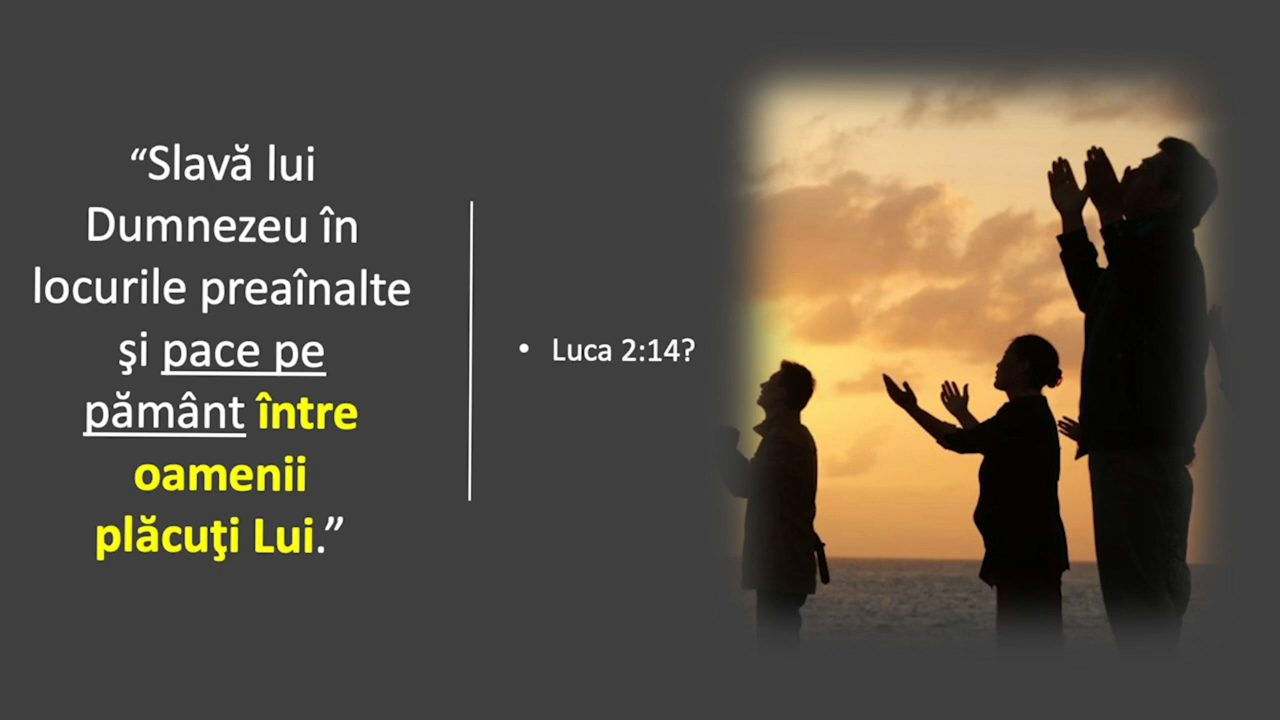 “Slavă lui
Dumnezeu în
locurile preaînalte
şi pace pe
pământ între
oamenii
plăcuţi Lui.”
• Luca 2:14?